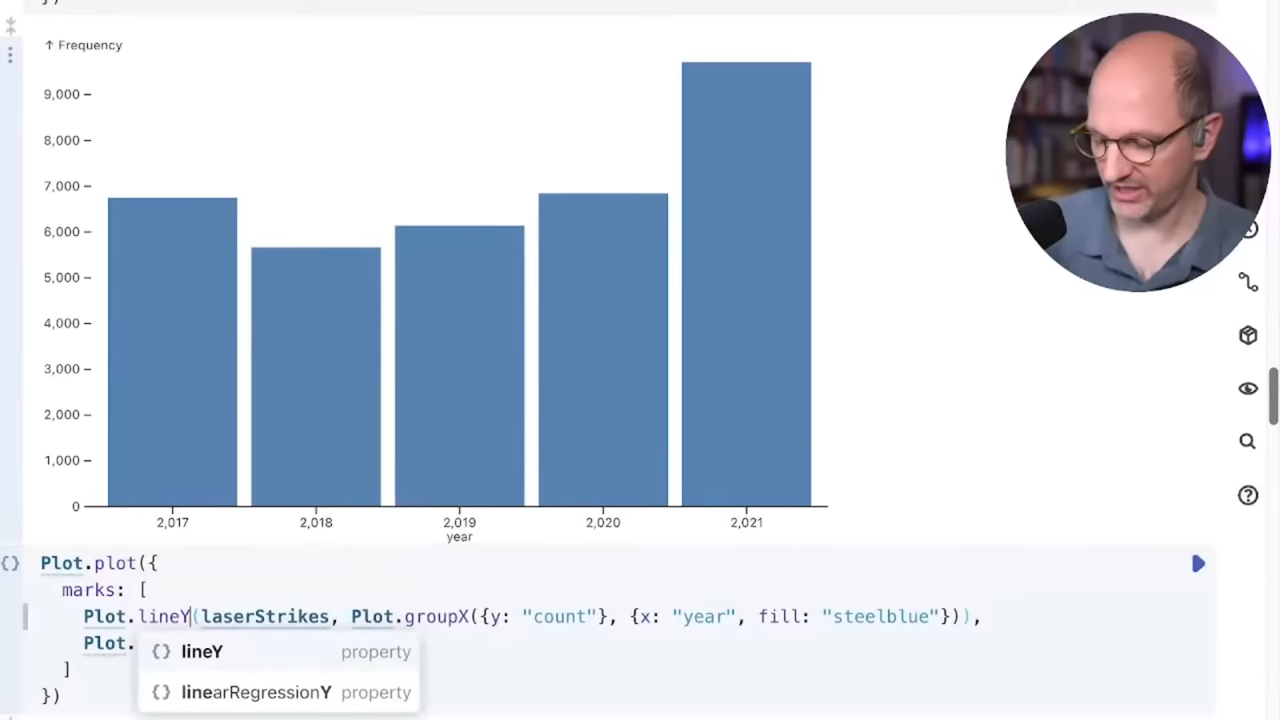 })
↑ Frequency
9,000
8,000
7,000
6,000
5,000
4,000
3,000
2,000
1,000
0
2,017 2,018 2,019 2,020 2,021
year
Plot.plot({
marks: [
Plot.lineY(laserStrikes, Plot.groupX({y: "count"}, {x: "year", fill: "steelblue"})),
Plot.
lineY property
]
linearRegressionY property
})